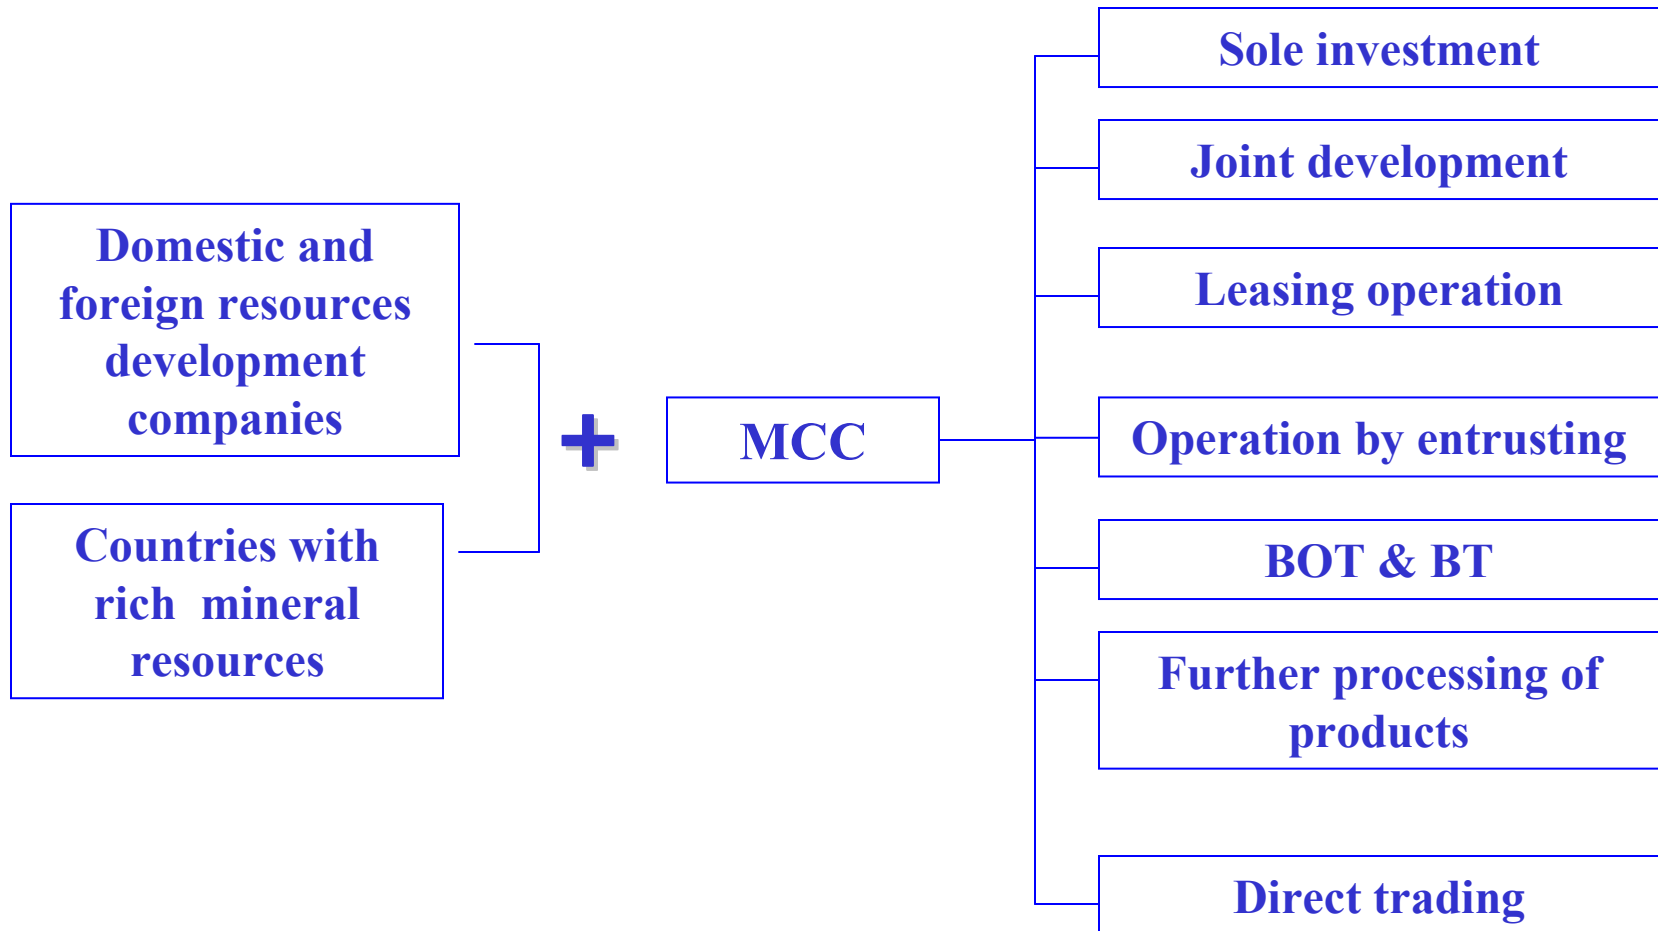 Domestic and
foreign resources
development
companies
Countries with
rich mineral
resources
+
MCC
Sole investment
Joint development
Leasing operation
Operation by entrusting
BOT & BT
Further processing of
products
Direct trading